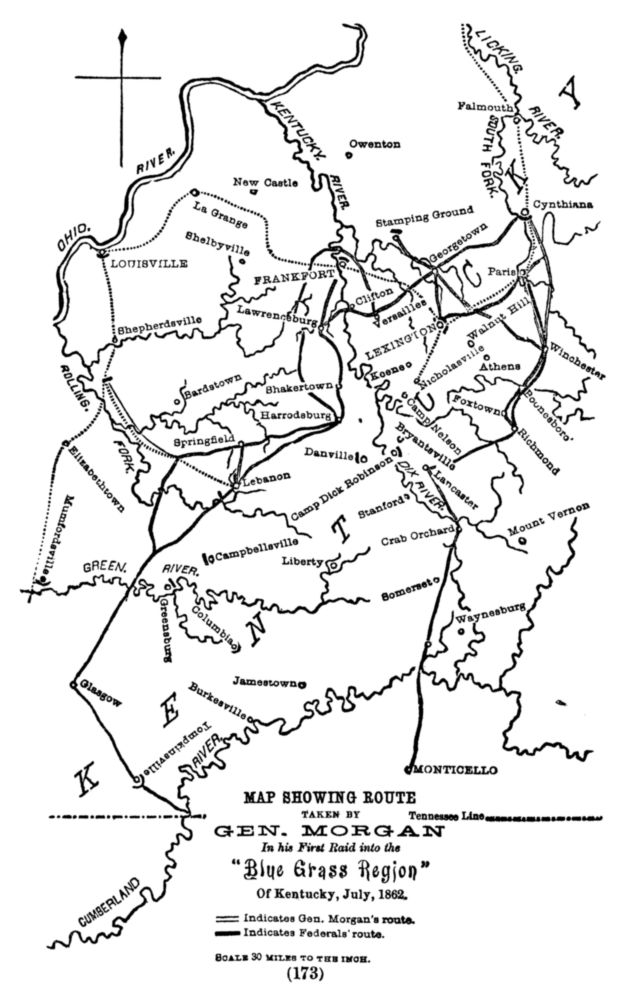 LICKING.
RIVER.
Falmouth
SOUTH FORK.
KENTUCKY.
RIVER.
Owenton
RIVER.
OHIO.
New Castle
La Grange
Stamping Ground
Cynthiana
Shelbyville
Georgetown
LOUISVILLE
FRANKFORT
Paris
Clifton
Versailles
Lawrenceburg
Shepherdsville
LEXINGTON
Walnut Hill
Winchester
Nicholasville
Athens
Keene
Bardstown
Shakertown
Camp Nelson
Foxtown
Boonesboro'
ROLLING.
FORK.
Harrodsburg
Springfield
Bryantsville
Richmond
Danville
Elizabethtown
Lebanon
Camp Dick Robinson
DIX RIVER.
Lancaster
Stanford
Crab Orchard
Mount Vernon
Mumfordsville
Campbellsville
Liberty
GREEN.
RIVER.
Somerset
Greensburg
Columbia
Waynesburg
Glasgow
Jamestown
Burkesville
Tompkinsville
RIVER.
MONTICELLO
CUMBERLAND
K E N T U C K
A
Tennessee Line
MAP SHOWING ROUTE
TAKEN BY
GEN. MORGAN
In his First Raid into the
"Blue Grass Region"
Of Kentucky, July, 1862.
Indicates Gen. Morgan's route.
Indicates Federals' route.
SCALE 30 MILES TO THE INCH.
(173)